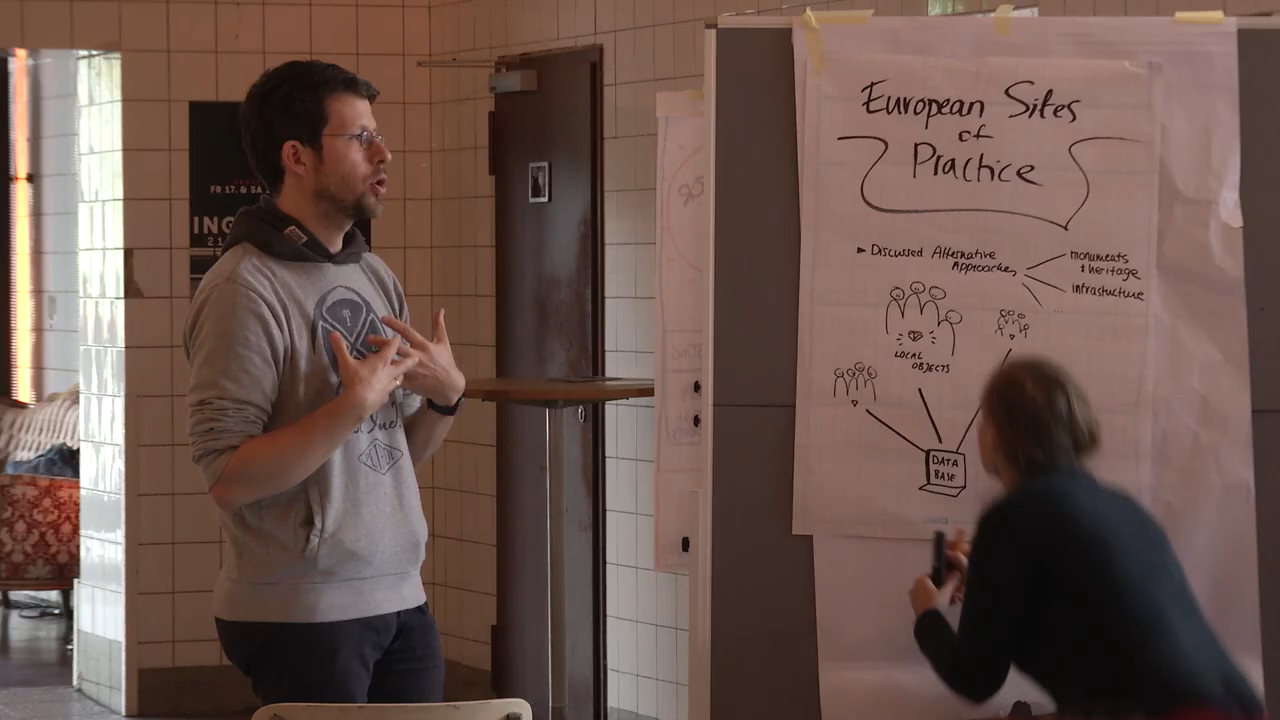 FR 17. & SA
ING
European Sites
of
Practice
► Discussed Alternative
Approaches
monuments
& heritage
infrastucture
LOCAL
OBJECTS
DATA
BASE
T